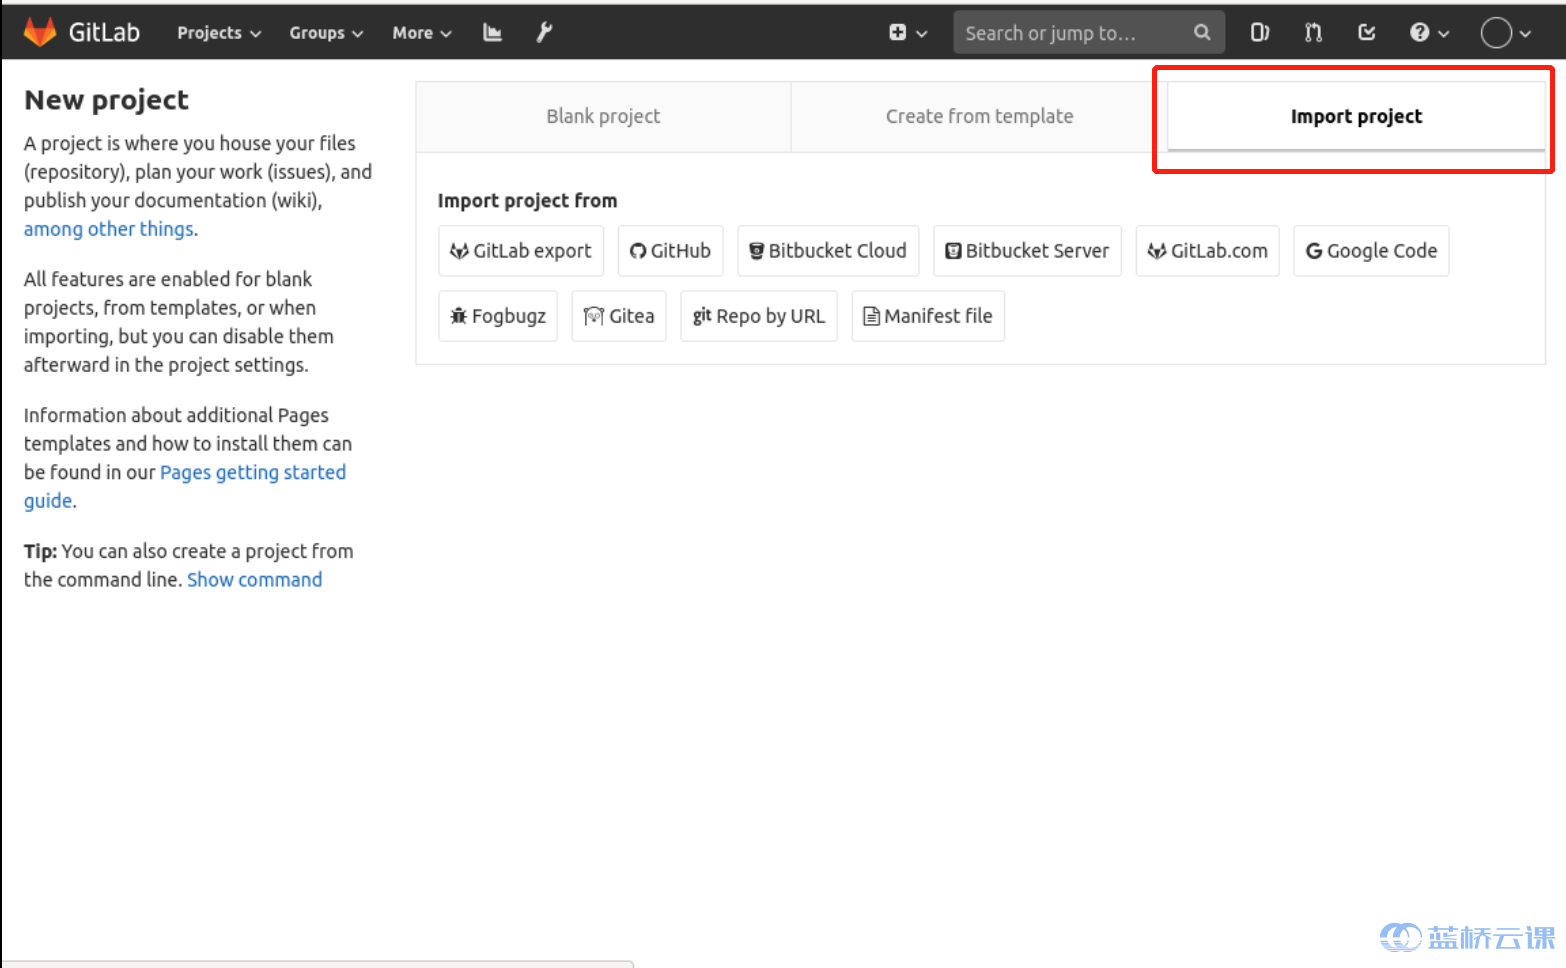 GitLab Projects Groups More Search or jump to...
New project
A project is where you house your files
(repository), plan your work (issues), and
publish your documentation (wiki),
among other things.
All features are enabled for blank
projects, from templates, or when
importing, but you can disable them
afterward in the project settings.
Information about additional Pages
templates and how to install them can
be found in our Pages getting started
guide.
Tip: You can also create a project from
the command line. Show command
Blank project Create from template Import project
Import project from
GitLab export GitHub Bitbucket Cloud Bitbucket Server GitLab.com Google Code
Fogbugz Gitea git Repo by URL Manifest file
蓝桥云课